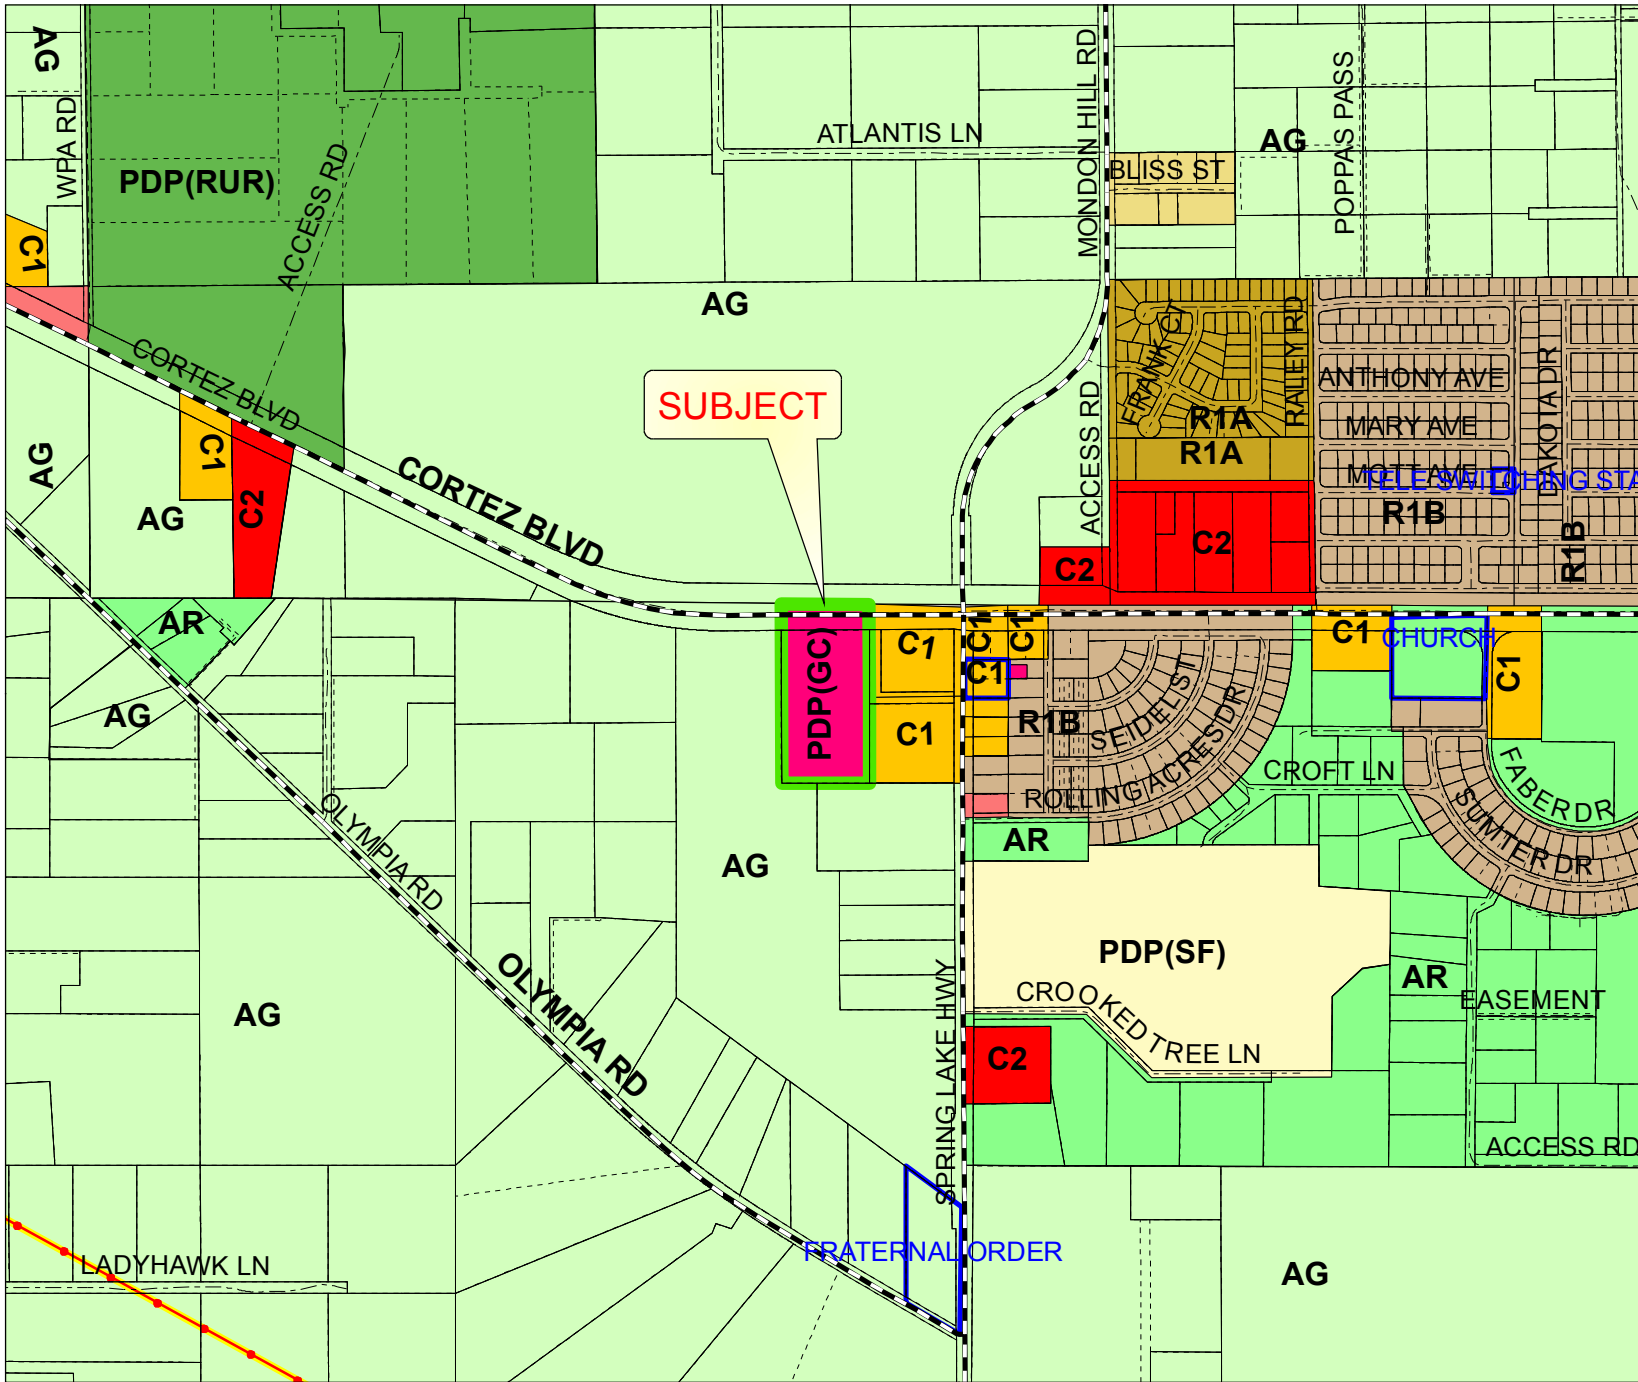 AG
WPA RD
PDP(RUR)
ACCESS RD
ATLANTIS LN
MONDON HILL RD
BLISS ST
AG
POPPAS PASS
C1
AG
CORTEZ BLVD
SUBJECT
ACCESS RD
FRANK CT
RALEY RD
R1A
R1A
ANTHONY AVE
MARY AVE
MOTT AVE
TELE SWITCHING STA
DAKOTA DR
R1B
R1B
AG
C1
C2
AG
CORTEZ BLVD
C2
C2
AR
AG
PDP(GC)
C1
C1
C1
C1
C1
R1B
SEIDEL ST
ROLLING ACRES DR
C1
CHURCH
C1
CROFT LN
FABER DR
SUMTER DR
OLYMPIA RD
AG
AR
PDP(SF)
AR
EASEMENT
CROOKED TREE LN
OLYMPIA RD
AG
SPRING LAKE HWY
C2
ACCESS RD
FRATERNAL ORDER
LADYHAWK LN
AG